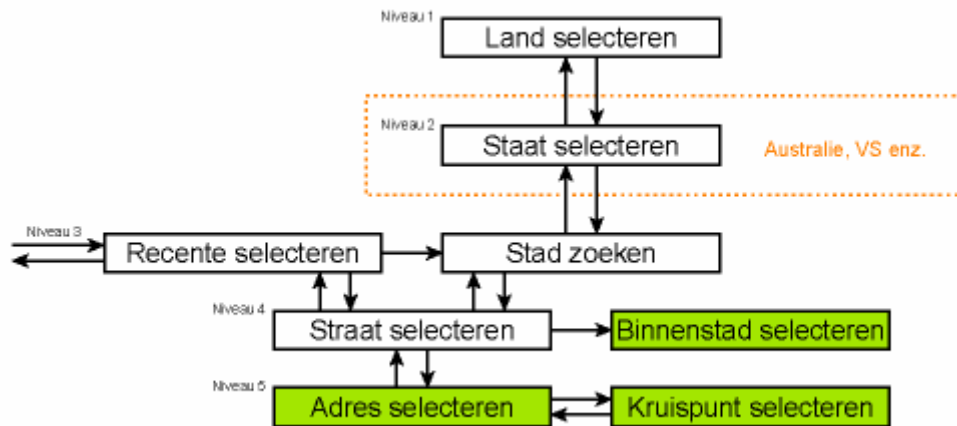 Niveau 1
Land selecteren
Niveau 2
Staat selecteren
Australie, VS enz.
Niveau 3
Recente selecteren
Stad zoeken
Niveau 4
Straat selecteren
Binnenstad selecteren
Niveau 5
Adres selecteren
Kruispunt selecteren